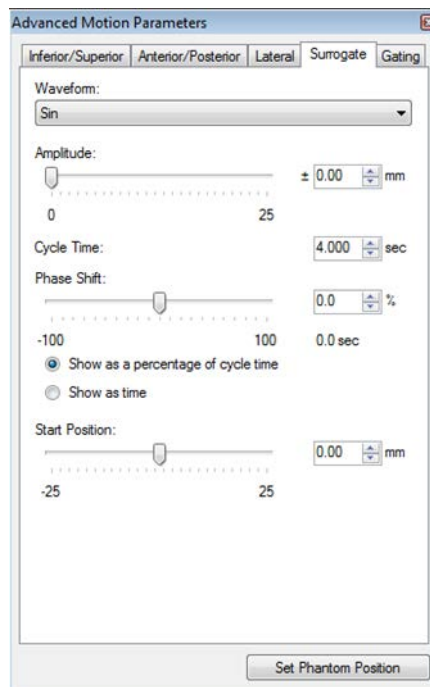 Advanced Motion Parameters
Inferior/Superior Anterior/Posterior Lateral Surrogate Gating
Waveform:
Sin
Amplitude:
± 0.00 mm
0 25
Cycle Time: 4.000 sec
Phase Shift:
0.0 %
-100 100 0.0 sec
Show as a percentage of cycle time
Show as time
Start Position:
0.00 mm
-25 25
Set Phantom Position